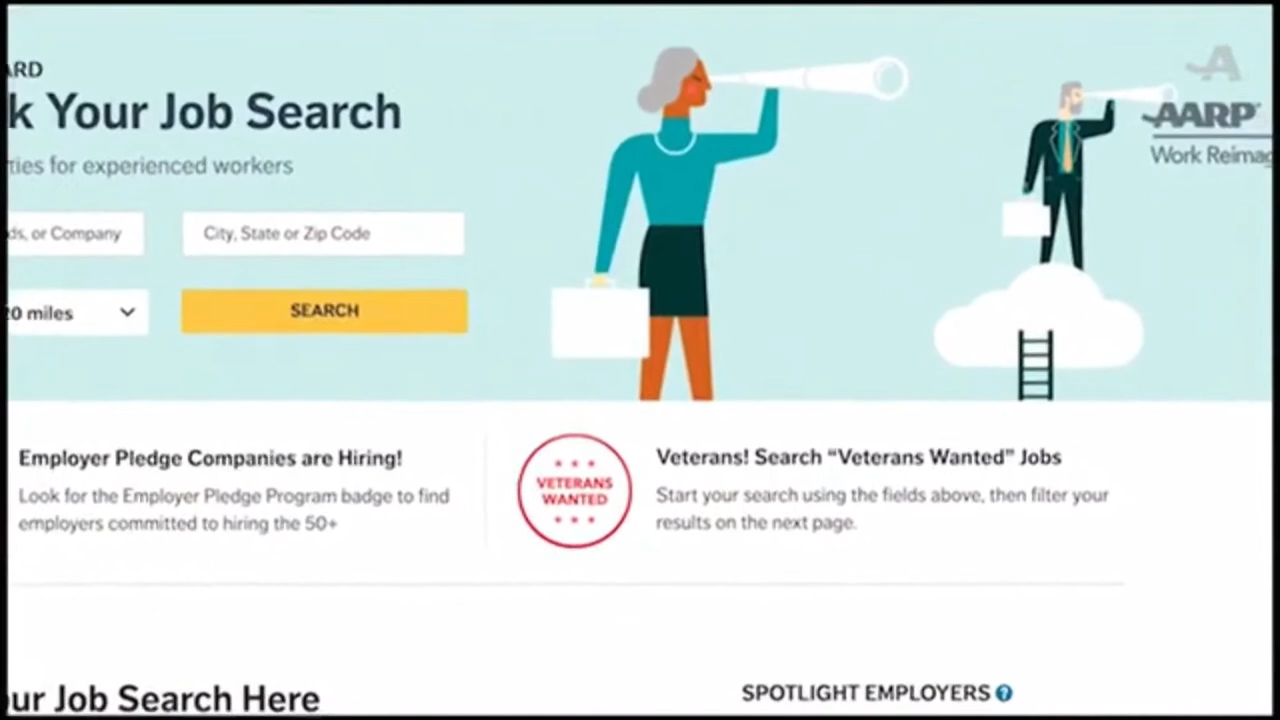 ARD
k Your Job Search
ties for experienced workers
ds, or Company
City, State or Zip Code
20 miles
SEARCH
AARP
Work Reimag
Employer Pledge Companies are Hiring!
Look for the Employer Pledge Program badge to find
employers committed to hiring the 50+
VETERANS
WANTED
Veterans! Search “Veterans Wanted” Jobs
Start your search using the fields above, then filter your
results on the next page.
our Job Search Here
SPOTLIGHT EMPLOYERS ?